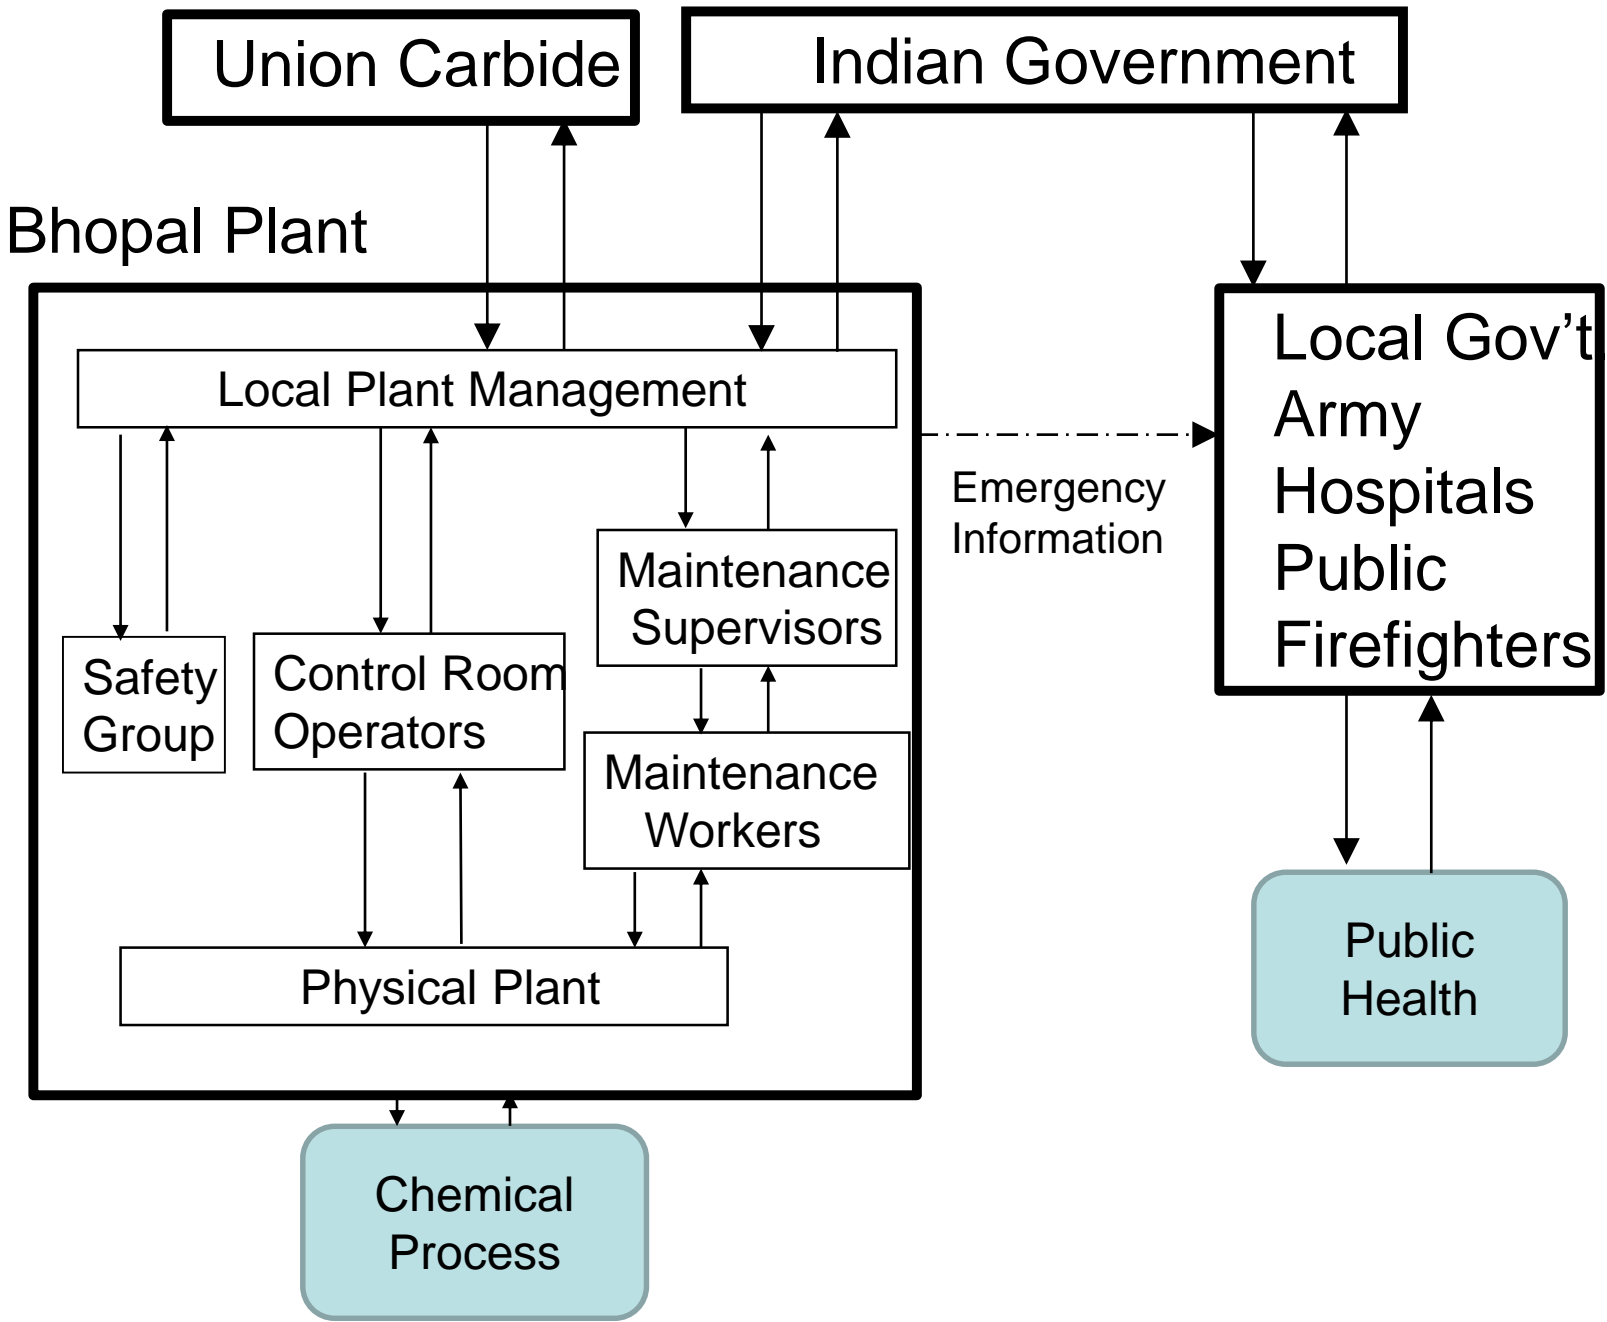 Union Carbide
Indian Government
Bhopal Plant
Local Plant Management
Safety
Group
Control Room
Operators
Maintenance
Supervisors
Maintenance
Workers
Physical Plant
Emergency
Information
Local Gov’t.
Army
Hospitals
Public
Firefighters
Public
Health
Chemical
Process